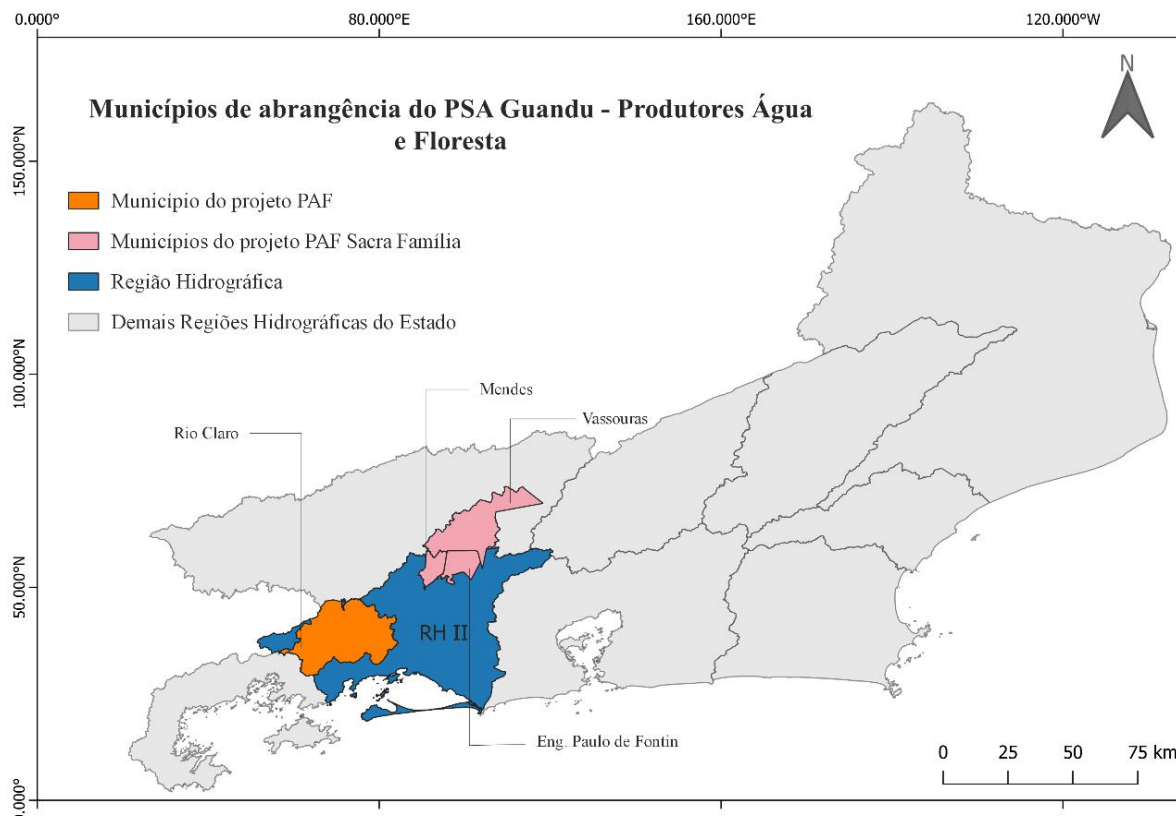 0.000° 80.000°E 160.000°E 120.000°W
N
Municípios de abrangência do PSA Guandu - Produtores Água
e Floresta
150.000°N
Município do projeto PAF
Municípios do projeto PAF Sacra Família
Região Hidrográfica
Demais Regiões Hidrográficas do Estado
100.000°N
Mendes
Vassouras
Rio Claro
50.000°N
RH II
Eng. Paulo de Fontin
0 25 50 75 km
0.000°